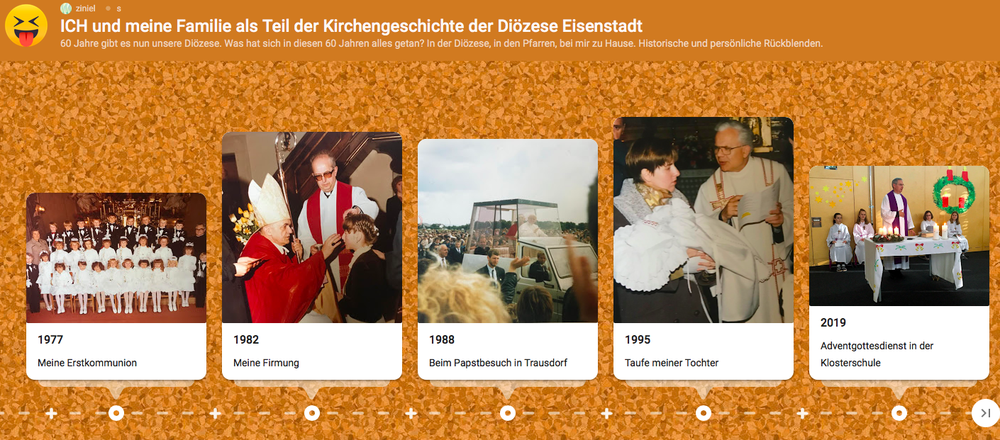 ziniel s
ICH und meine Familie als Teil der Kirchengeschichte der Diözese Eisenstadt
60 Jahre gibt es nun unsere Diözese. Was hat sich in diesen 60 Jahren alles getan? In der Diözese, in den Pfarren, bei mir zu Hause. Historische und persönliche Rückblenden.
1977
Meine Erstkommunion
1982
Meine Firmung
1988
Beim Papstbesuch in Trausdorf
1995
Taufe meiner Tochter
2019
Adventgottesdienst in der
Klosterschule